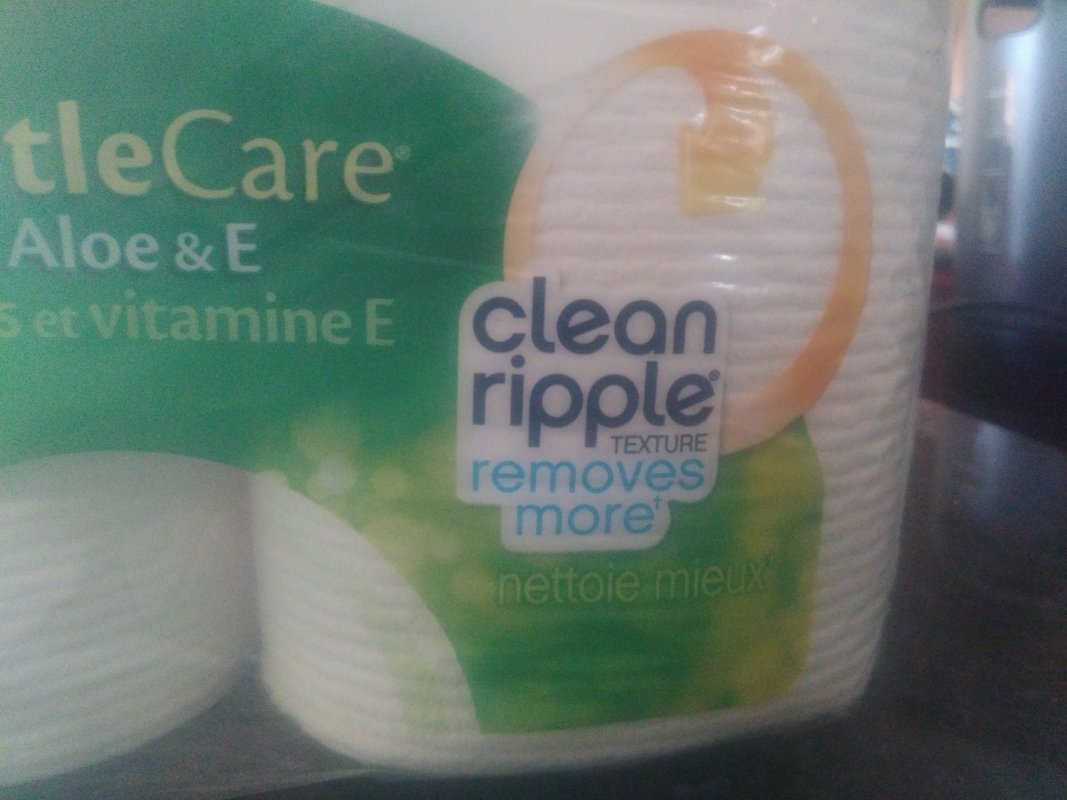 tleCare®
Aloe & E
s et vitamine E
clean
ripple®
TEXTURE
removes
more†
nettoie mieux